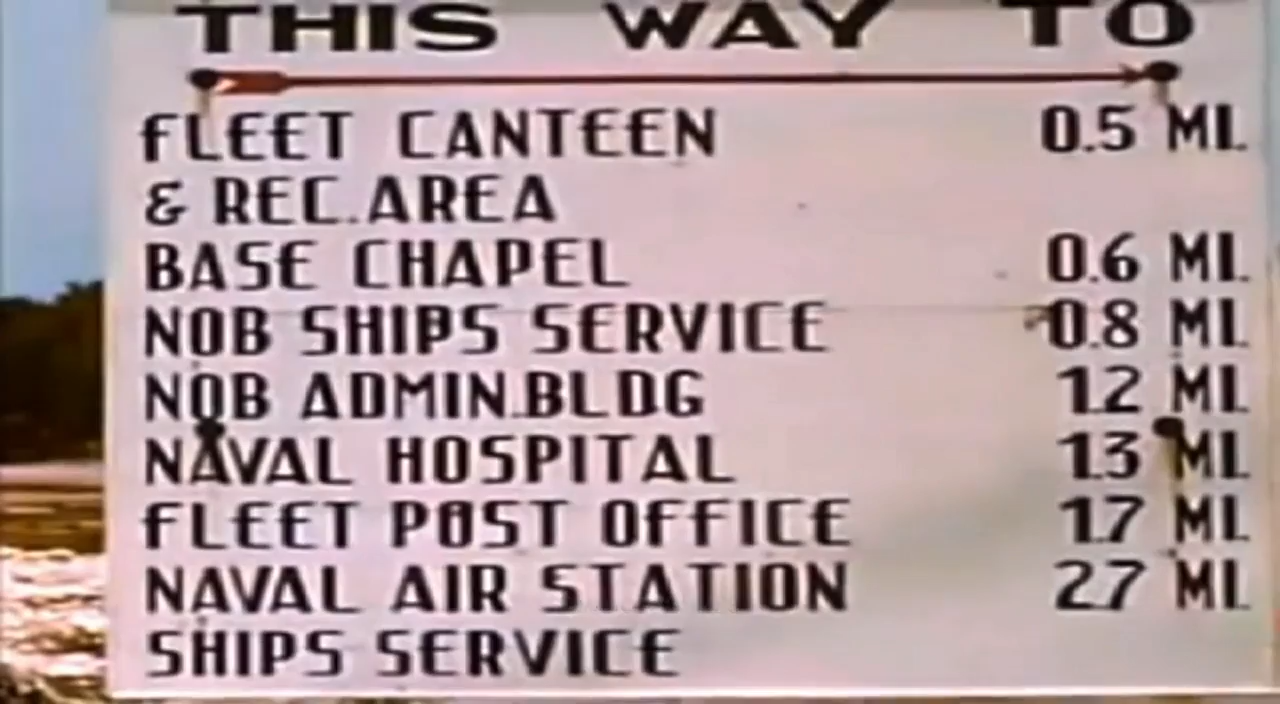 THIS WAY TO
FLEET CANTEEN 0.5 MI.
& REC. AREA
BASE CHAPEL 0.6 MI.
NOB SHIPS SERVICE 0.8 MI.
NOB ADMIN. BLDG 1.2 MI.
NAVAL HOSPITAL 1.3 MI.
FLEET POST OFFICE 1.7 MI.
NAVAL AIR STATION 2.7 MI.
SHIPS SERVICE